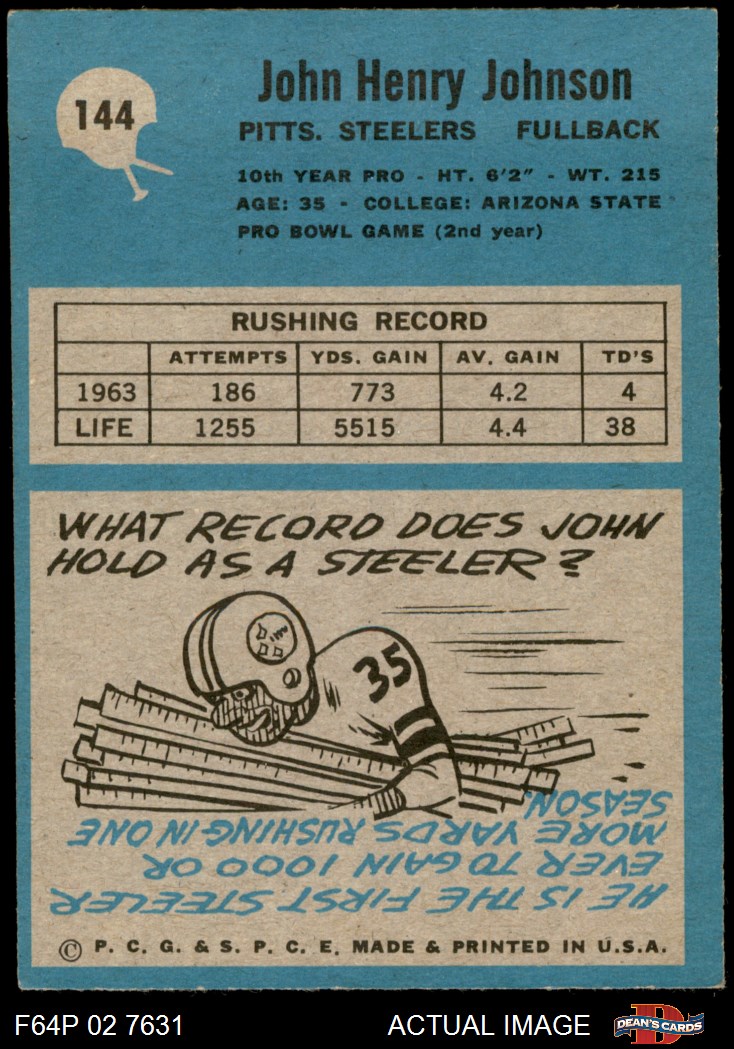 144
John Henry Johnson
PITTS. STEELERS FULLBACK
10th YEAR PRO - HT. 6'2" - WT. 215
AGE: 35 - COLLEGE: ARIZONA STATE
PRO BOWL GAME (2nd year)
RUSHING RECORD
ATTEMPTS YDS. GAIN AV. GAIN TD'S
1963 186 773 4.2 4
LIFE 1255 5515 4.4 38
WHAT RECORD DOES JOHN
HOLD AS A STEELER?
35
HE IS THE FIRST STEELER
EVER TO GAIN 1000 OR
MORE YARDS RUSHING IN ONE
SEASON.
© P. C. G. & S. P. C. E. MADE & PRINTED IN U.S.A.
F64P 02 7631 ACTUAL IMAGE DEAN'S CARDS